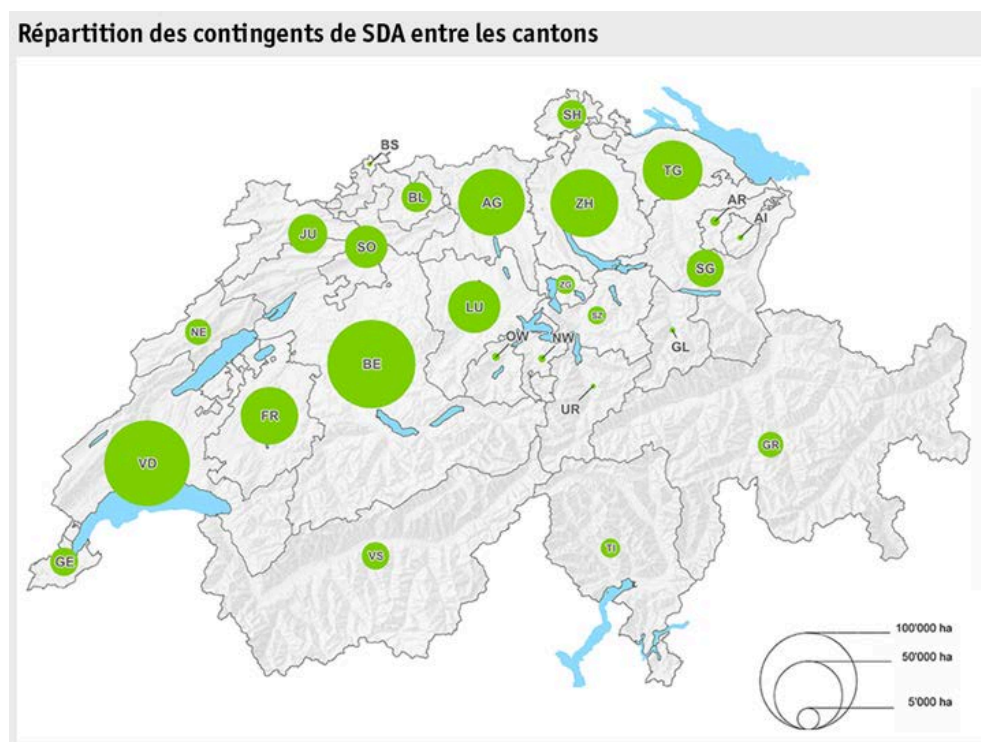 Répartition des contingents de SDA entre les cantons
SH
BS
TG
BL
AG
ZH
AR
AI
JU
SO
SG
ZG
LU
SZ
NE
OW
NW
GL
BE
UR
FR
GR
VD
TI
VS
GE
100'000 ha
50'000 ha
5'000 ha